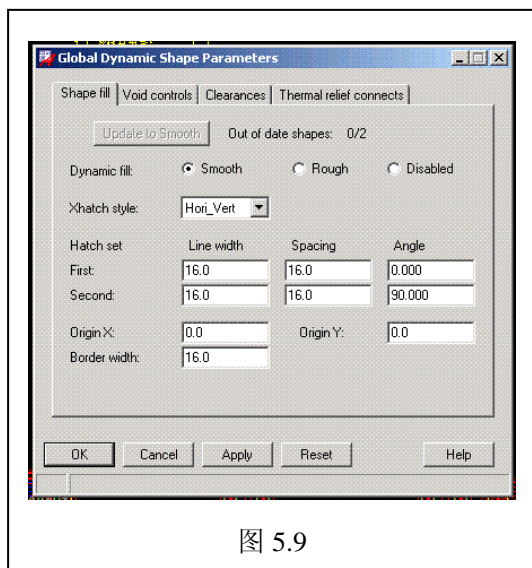 Global Dynamic Shape Parameters
Shape fill Void controls Clearances Thermal relief connects
Update to Smooth Out of date shapes: 0/2
Dynamic fill: Smooth Rough Disabled
Xhatch style: Hori_Vert
Hatch set Line width Spacing Angle
First: 16.0 16.0 0.000
Second: 16.0 16.0 90.000
Origin X: 0.0 Origin Y: 0.0
Border width: 16.0
OK Cancel Apply Reset Help
图 5.9